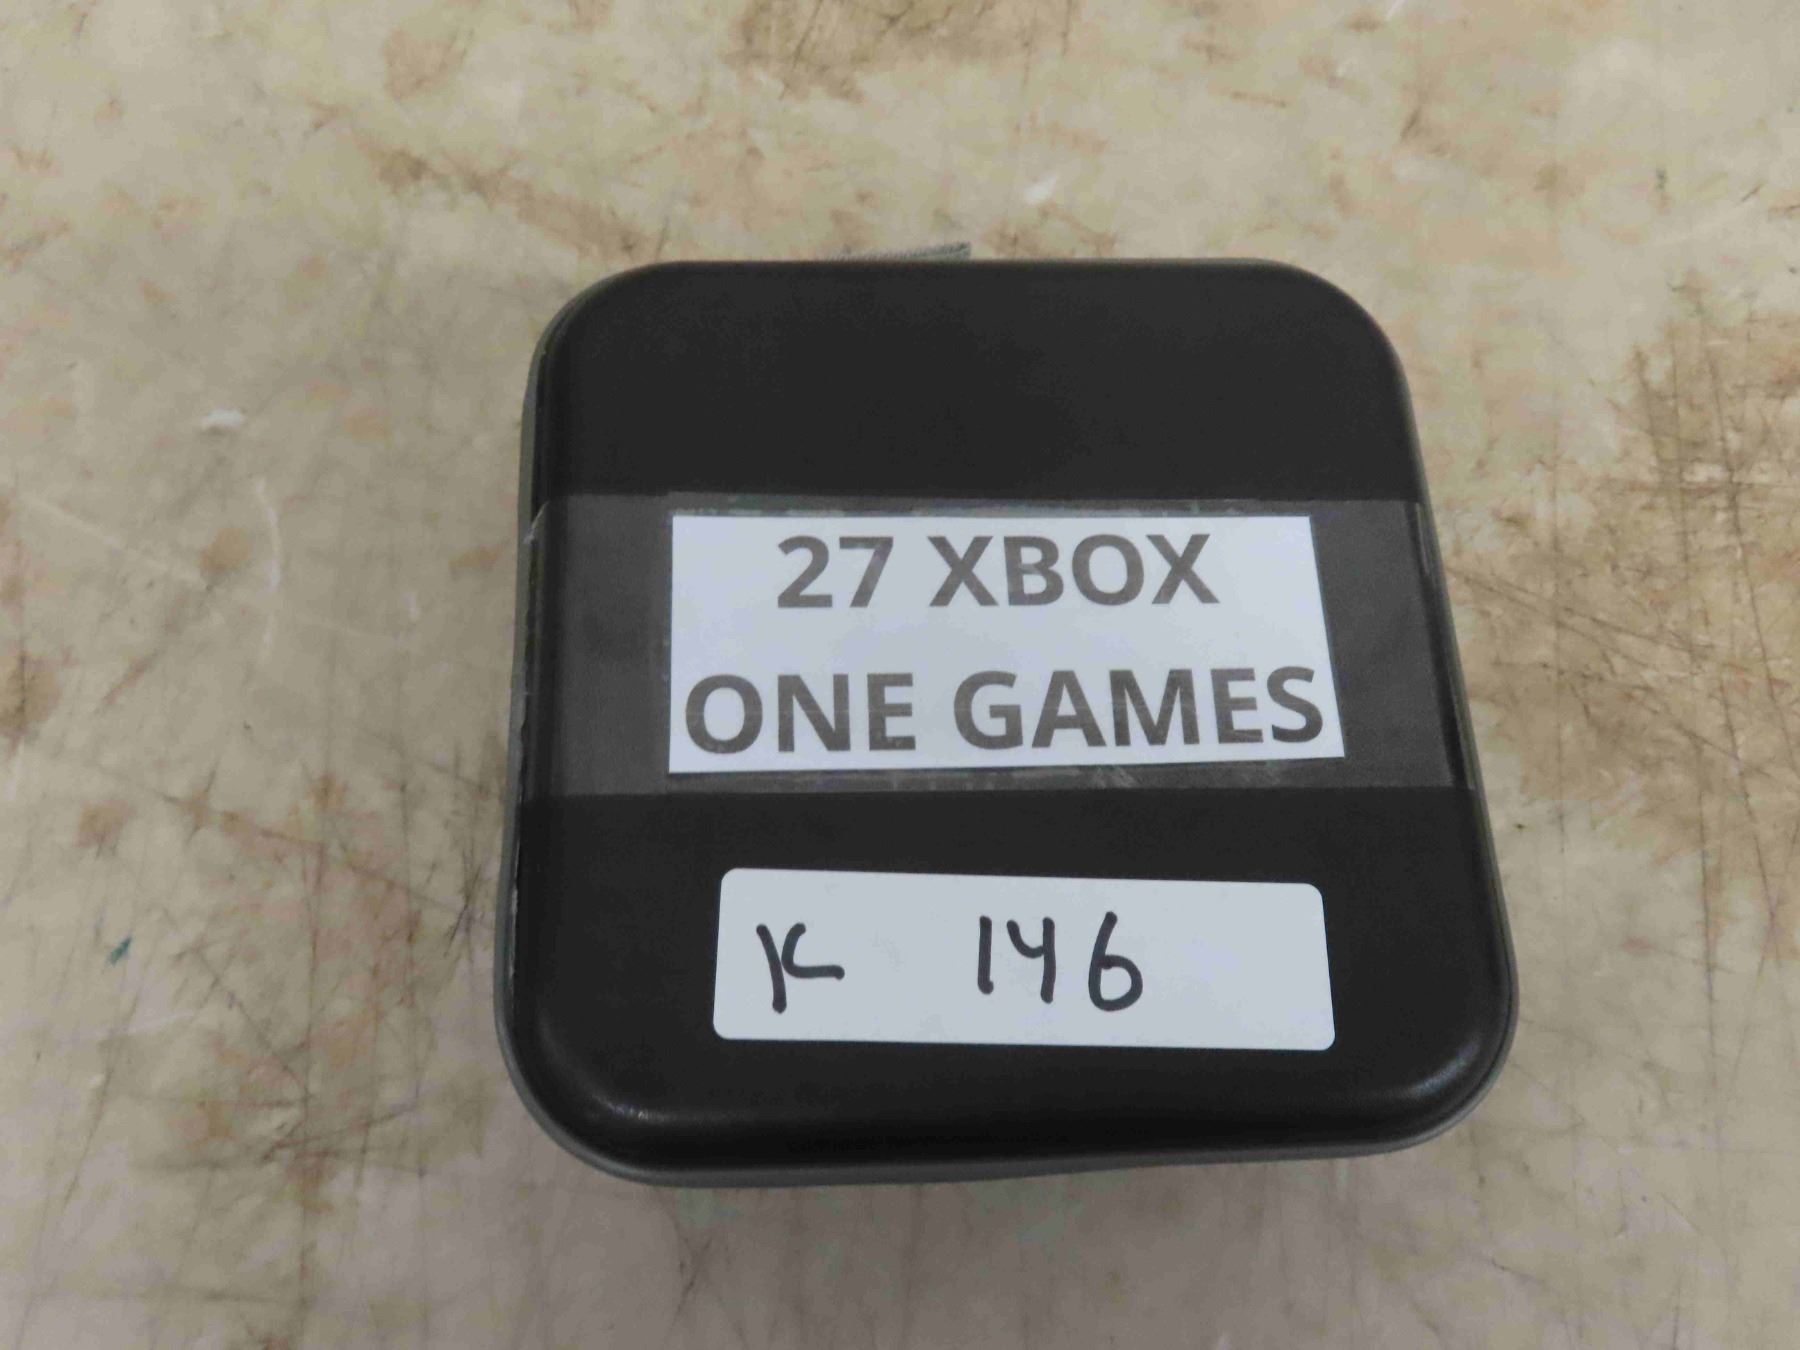 27 XBOX
ONE GAMES
K 146